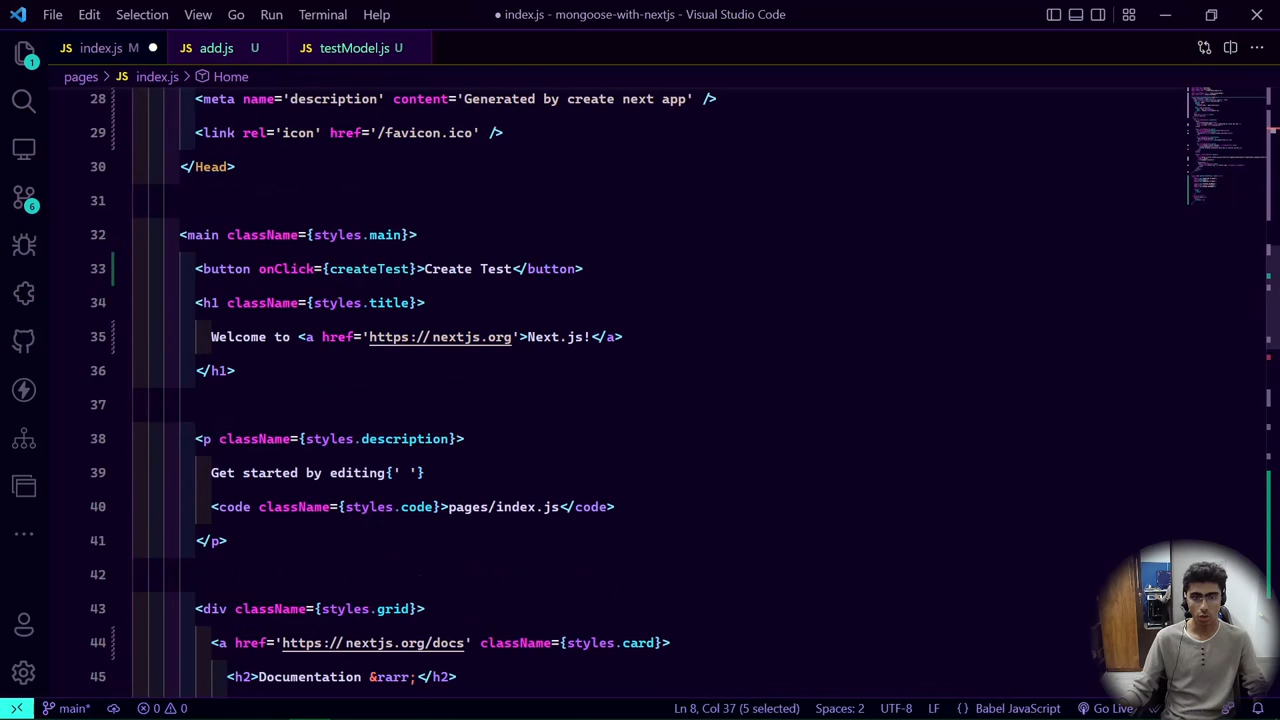 File Edit Selection View Go Run Terminal Help
● index.js - mongoose-with-nextjs - Visual Studio Code
JS index.js M ● JS add.js U JS testModel.js U
pages > JS index.js > Home
28 <meta name='description' content='Generated by create next app' />
29 <link rel='icon' href='/favicon.ico' />
30 </Head>
31
32 <main className={styles.main}>
33 <button onClick={createTest}>Create Test</button>
34 <h1 className={styles.title}>
35 Welcome to <a href='https://nextjs.org'>Next.js!</a>
36 </h1>
37
38 <p className={styles.description}>
39 Get started by editing{' '}
40 <code className={styles.code}>pages/index.js</code>
41 </p>
42
43 <div className={styles.grid}>
44 <a href='https://nextjs.org/docs' className={styles.card}>
45 <h2>Documentation &rarr;</h2>
1
6
main* 0 0 Ln 8, Col 37 (5 selected) Spaces: 2 UTF-8 LF {} Babel JavaScript Go Live